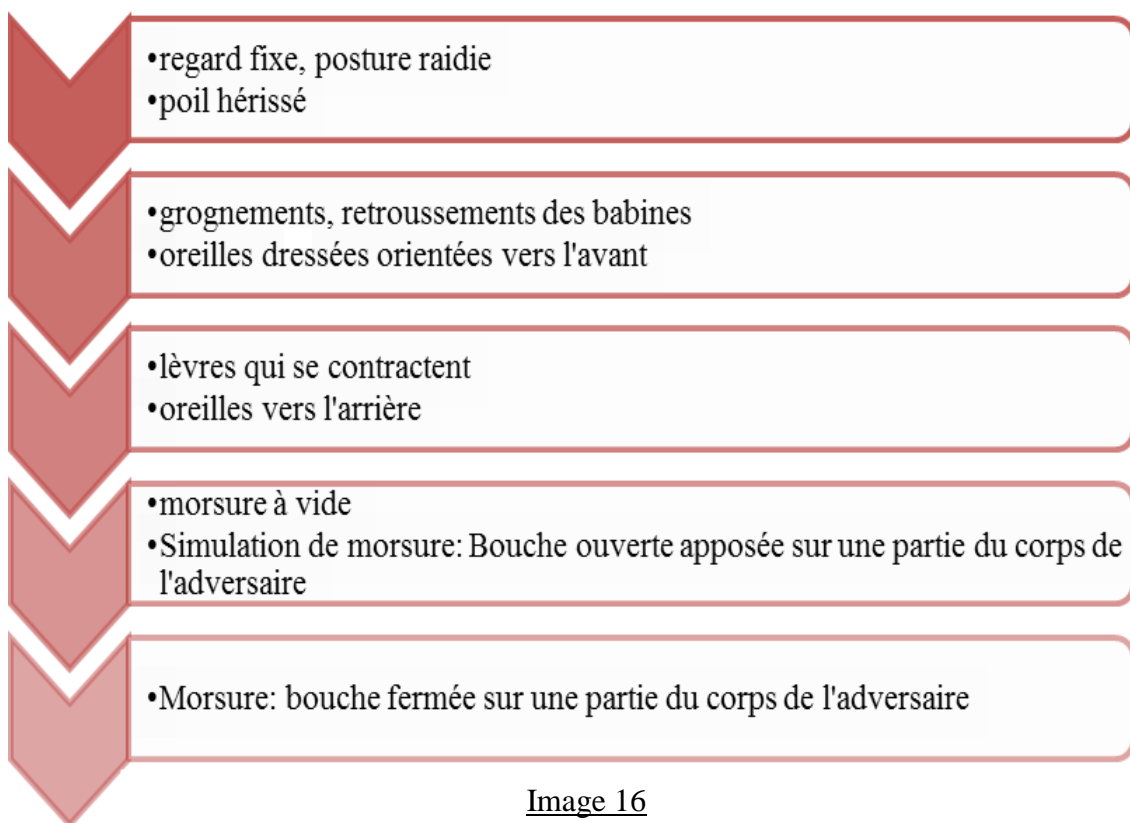 •regard fixe, posture raidie
•poil hérissé
•grognements, retroussements des babines
•oreilles dressées orientées vers l'avant
•lèvres qui se contractent
•oreilles vers l'arrière
•morsure à vide
•Simulation de morsure: Bouche ouverte apposée sur une partie du corps de
l'adversaire
•Morsure: bouche fermée sur une partie du corps de l'adversaire
Image 16